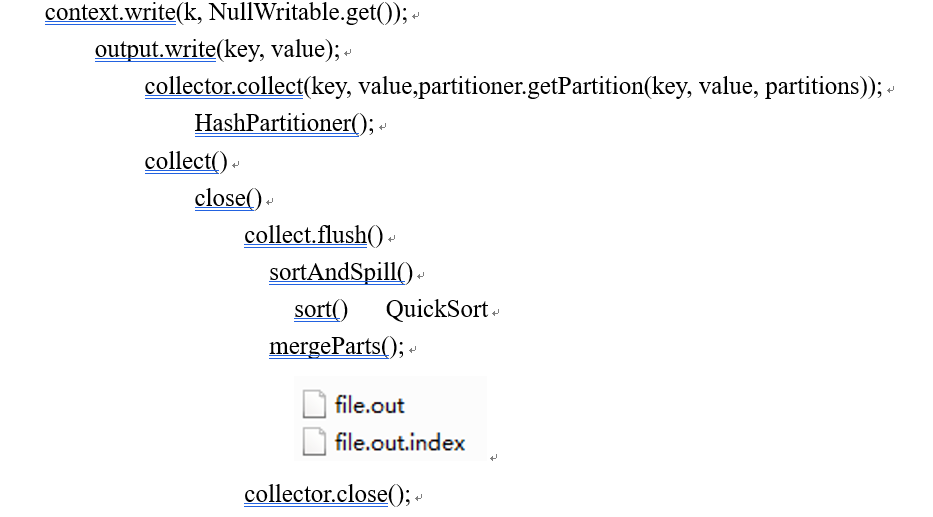 context.write(k, NullWritable.get());
output.write(key, value);
collector.collect(key, value,partitioner.getPartition(key, value, partitions));
HashPartitioner();
collect()
close()
collect.flush()
sortAndSpill()
sort() QuickSort
mergeParts();
file.out
file.out.index
collector.close();